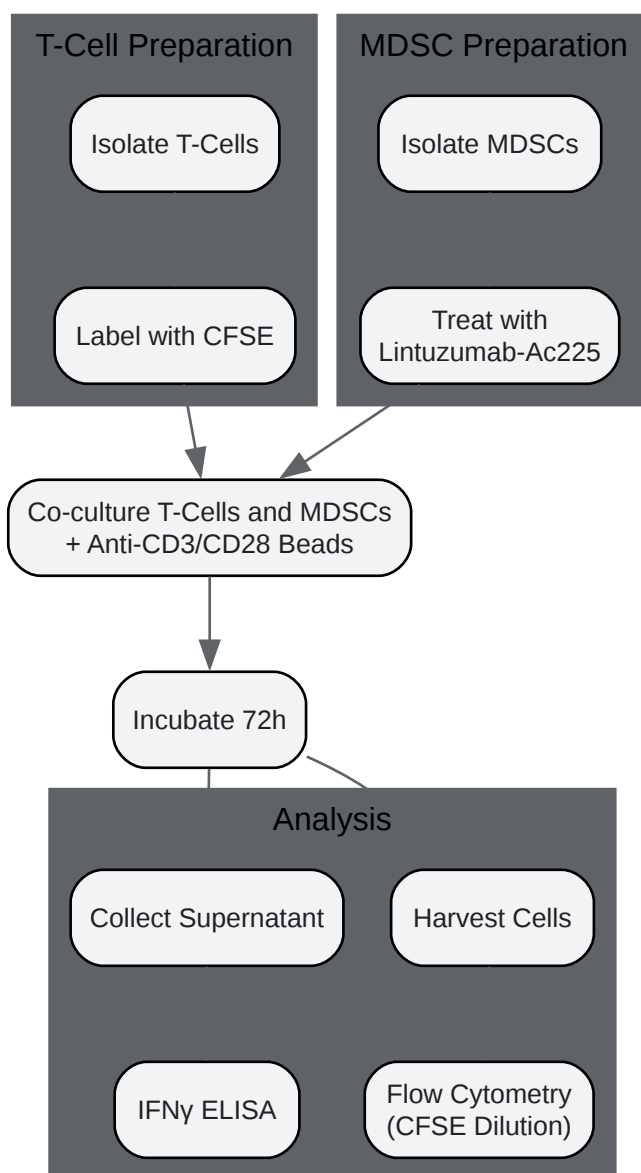 T-Cell Preparation
MDSC Preparation
Isolate T-Cells
Isolate MDSCs
Label with CFSE
Treat with
Lintuzumab-Ac225
Co-culture T-Cells and MDSCs
+ Anti-CD3/CD28 Beads
Incubate 72h
Analysis
Collect Supernatant
Harvest Cells
IFNγ ELISA
Flow Cytometry
(CFSE Dilution)